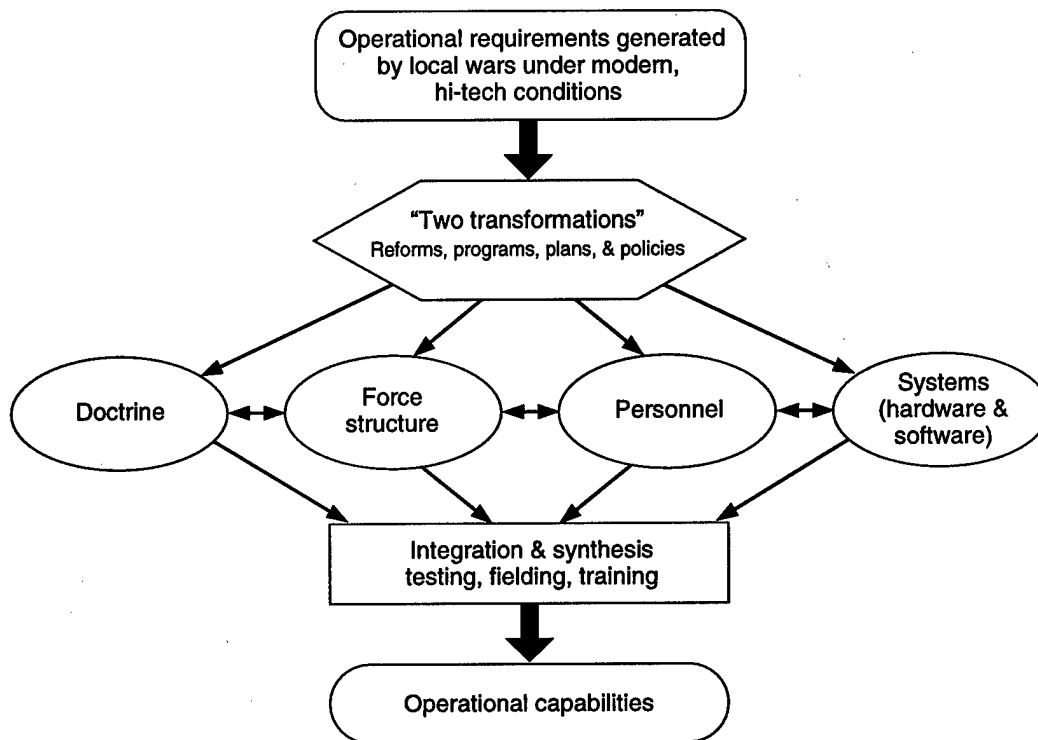 Operational requirements generated
by local wars under modern,
hi-tech conditions
"Two transformations"
Reforms, programs, plans, & policies
Doctrine
Force
structure
Personnel
Systems
(hardware &
software)
Integration & synthesis
testing, fielding, training
Operational capabilities